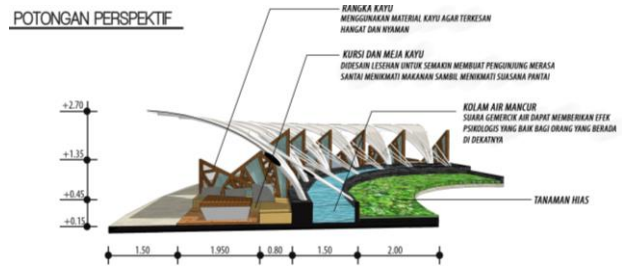 POTONGAN PERSPEKTIF
RANGKA KAYU
MENGGUNAKAN MATERIAL KAYU AGAR TERKESAN
HANGAT DAN NYAMAN
KURSI DAN MEJA KAYU
DIDESAIN LESEHAN UNTUK SEMAKIN MEMBUAT PENGUNJUNG MERASA
SANTAI MENIKMATI MAKANAN SAMBIL MENIKMATI SUASANA PANTAI
KOLAM AIR MANCUR
SUARA GEMERCIK AIR DAPAT MEMBERIKAN EFEK
PSIKOLOGIS YANG BAIK BAGI ORANG YANG BERADA
DI DEKATNYA
TANAMAN HIAS
+2.70
+1.35
+0.45
+0.15
1.50 1.950 0.80 1.50 2.00